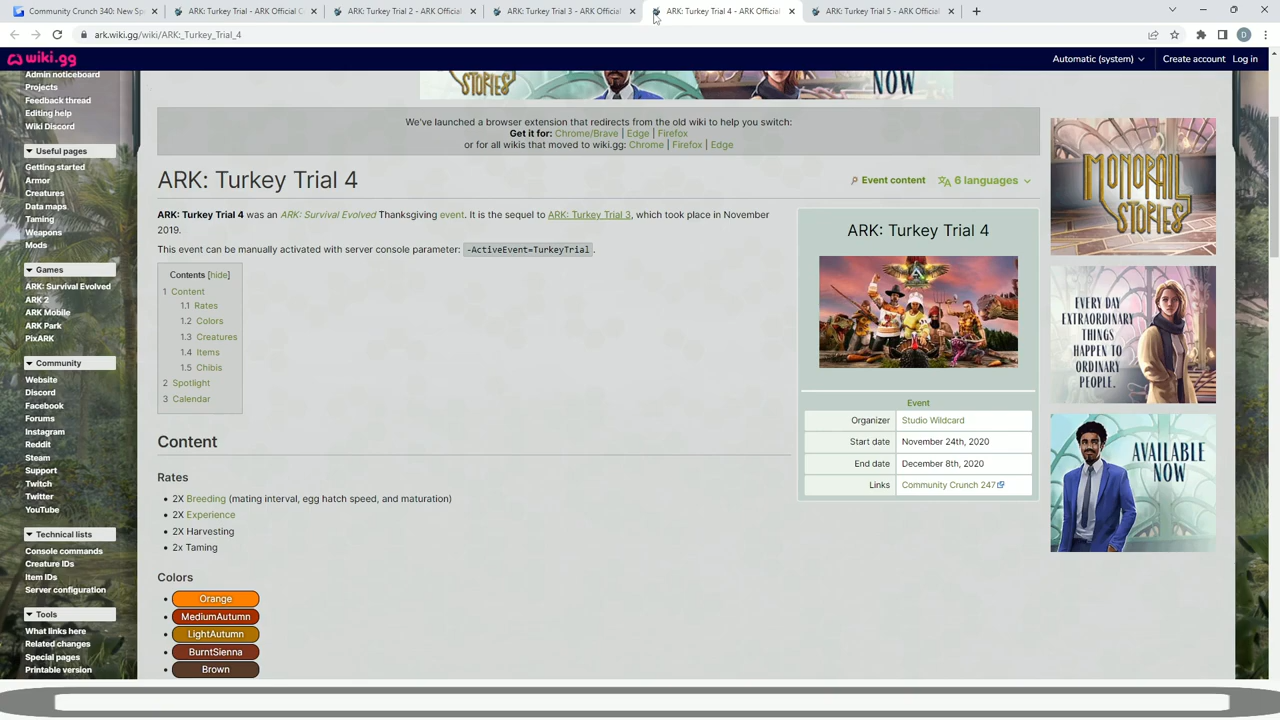 Community Crunch 340: New Sp
ARK: Turkey Trial - ARK Official C
ARK: Turkey Trial 2 - ARK Official
ARK: Turkey Trial 3 - ARK Official
ARK: Turkey Trial 4 - ARK Official
ARK: Turkey Trial 5 - ARK Official
ark.wiki.gg/wiki/ARK:_Turkey_Trial_4
D
wiki.gg
Automatic (system)
Create account
Log in
Admin noticeboard
Projects
Feedback thread
Editing help
Wiki Discord
Useful pages
Getting started
Armor
Creatures
Data maps
Taming
Weapons
Mods
Games
ARK: Survival Evolved
ARK 2
ARK Mobile
ARK Park
PixARK
Community
Website
Discord
Facebook
Forums
Instagram
Reddit
Steam
Support
Twitch
Twitter
YouTube
Technical lists
Console commands
Creature IDs
Item IDs
Server configuration
Tools
What links here
Related changes
Special pages
Printable version
STORIES
NOW
We've launched a browser extension that redirects from the old wiki to help you switch:
Get it for: Chrome/Brave | Edge | Firefox
or for all wikis that moved to wiki.gg: Chrome | Firefox | Edge
ARK: Turkey Trial 4
Event content
6 languages
ARK: Turkey Trial 4 was an ARK: Survival Evolved Thanksgiving event. It is the sequel to ARK: Turkey Trial 3, which took place in November
2019.
This event can be manually activated with server console parameter: -ActiveEvent=TurkeyTrial.
Contents [hide]
1 Content
1.1 Rates
1.2 Colors
1.3 Creatures
1.4 Items
1.5 Chibis
2 Spotlight
3 Calendar
Content
Rates
• 2X Breeding (mating interval, egg hatch speed, and maturation)
• 2X Experience
• 2X Harvesting
• 2x Taming
Colors
• Orange
• MediumAutumn
• LightAutumn
• BurntSienna
• Brown
ARK: Turkey Trial 4
Event
Organizer Studio Wildcard
Start date November 24th, 2020
End date December 8th, 2020
Links Community Crunch 247
MONORAIL
STORIES
EVERY DAY
EXTRAORDINARY
THINGS
HAPPEN TO
ORDINARY
PEOPLE.
AVAILABLE
NOW